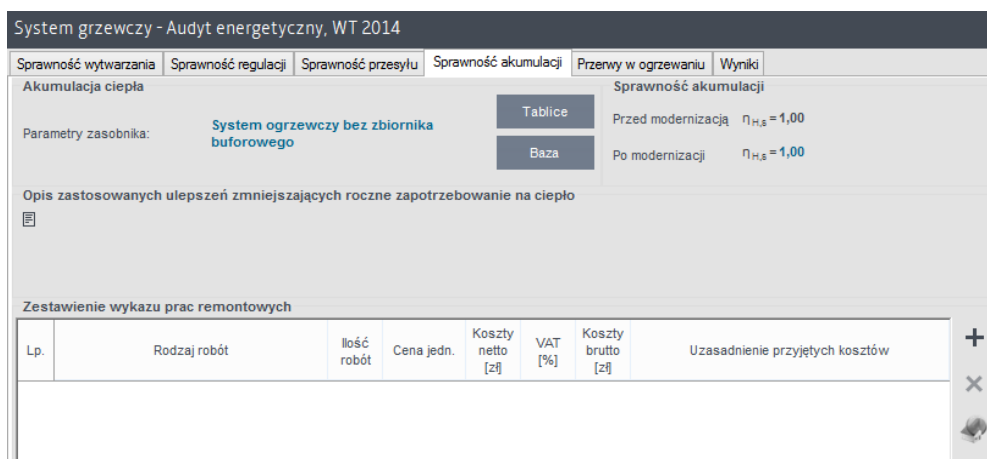 System grzewczy - Audyt energetyczny, WT 2014
Sprawność wytwarzania Sprawność regulacji Sprawność przesyłu Sprawność akumulacji Przerwy w ogrzewaniu Wyniki
Akumulacja ciepła
Parametry zasobnika:
System ogrzewczy bez zbiornika
buforowego
Tablice
Baza
Sprawność akumulacji
Przed modernizacją η H,s = 1,00
Po modernizacji η H,s = 1,00
Opis zastosowanych ulepszeń zmniejszających roczne zapotrzebowanie na ciepło
Zestawienie wykazu prac remontowych
Lp.
Rodzaj robót
Ilość
robót
Cena jedn.
Koszty
netto
[zł]
VAT
[%]
Koszty
brutto
[zł]
Uzasadnienie przyjętych kosztów